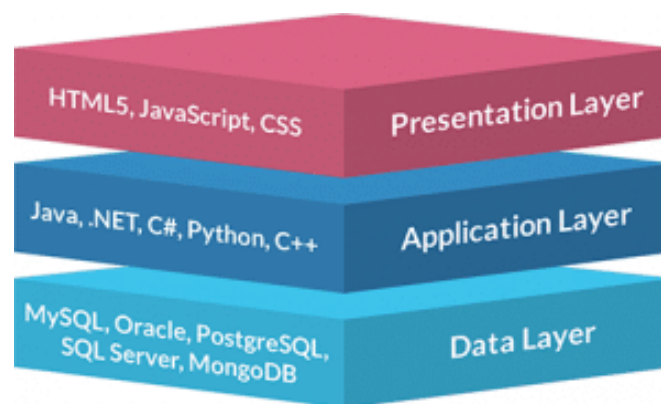 HTML5, JavaScript, CSS
Presentation Layer
Java, .NET, C#, Python, C++
Application Layer
MySQL, Oracle, PostgreSQL,
SQL Server, MongoDB
Data Layer